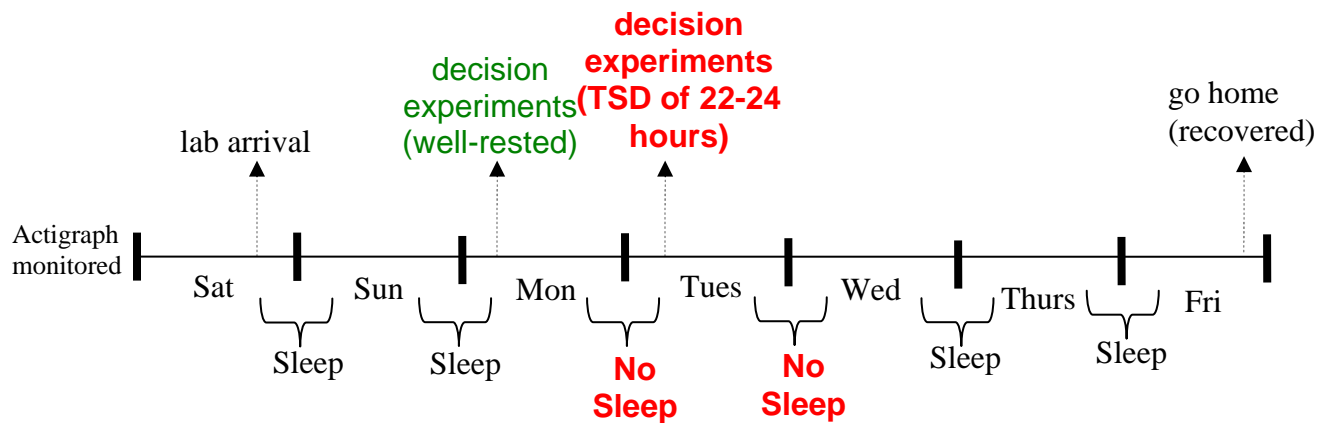 decision
experiments
(TSD of 22-24
hours)
decision
experiments
(well-rested)
go home
(recovered)
lab arrival
Actigraph
monitored
Sat
Sun
Mon
Tues
Wed
Thurs
Fri
Sleep
Sleep
No
Sleep
No
Sleep
Sleep
Sleep